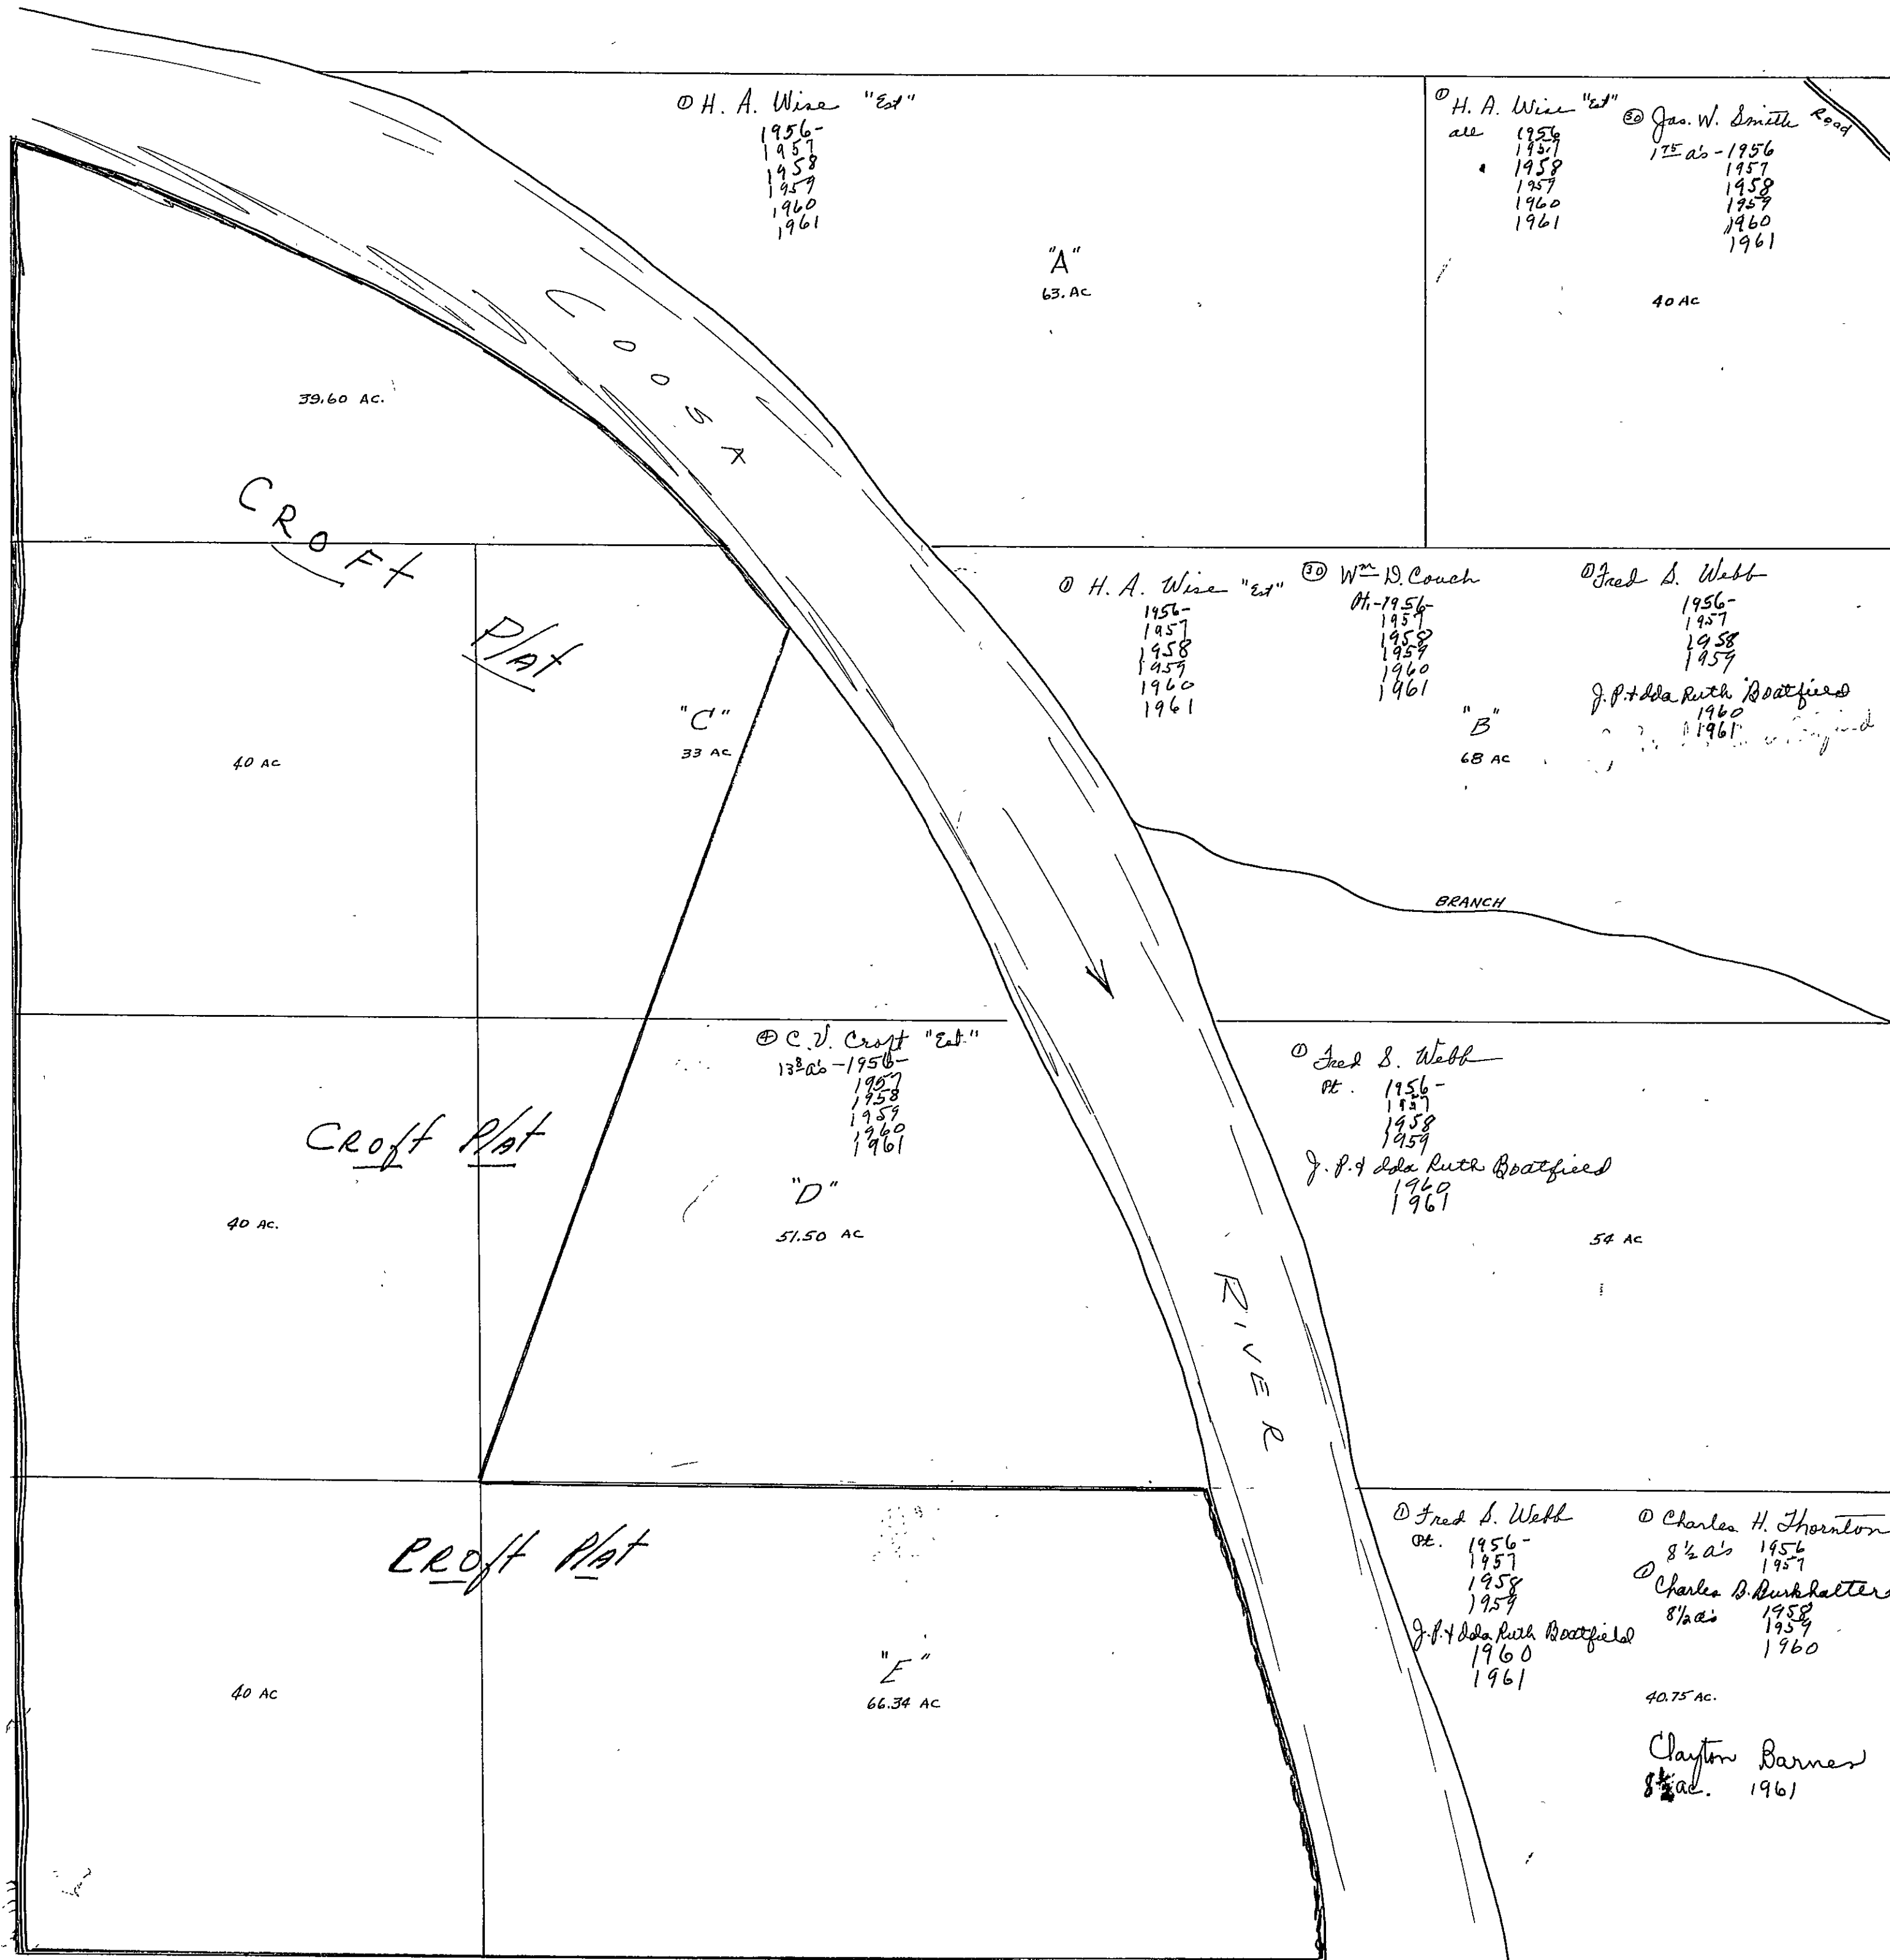 ① H. A. Wise "Est"
1956-
1957
1958
1959
1960
1961
"A"
63. AC
① H. A. Wise "Est"
all 1956
1957
1958
1959
1960
1961
㉚ Jas. W. Smith
1 75 a's - 1956
1957
1958
1959
1960
1961
Road
40 AC
COOSA
39.60 AC.
CROFt
PlAt
"C"
33 AC
40 AC
① H. A. Wise "Est"
1956-
1957
1958
1959
1960
1961
㉚ Wm D. Couch
Pt.-1956-
1957
1958
1959
1960
1961
① Fred S. Webb
1956-
1957
1958
1959
J. P. & Ida Ruth Boatfield
1960
1961
"B"
68 AC
BRANCH
④ C. V. Croft "Est."
13 8 a's - 1956-
1957
1958
1959
1960
1961
"D"
51.50 AC
CROft PlAt
40 AC.
① Fred S. Webb
Pt. 1956-
1957
1958
1959
J. P. & Ida Ruth Boatfield
1960
1961
54 AC
RIVER
CROft PlAt
"E"
66.34 AC
40 AC
① Fred S. Webb
Pt. 1956-
1957
1958
1959
J. P. & Ida Ruth Boatfield
1960
1961
① Charles H. Thornton
8 1/2 a's 1956
1957
① Charles B. Burkhalter
8 1/2 a's 1958
1959
1960
40.75 AC.
Clayton Barnes
8 1/2 ac. 1961